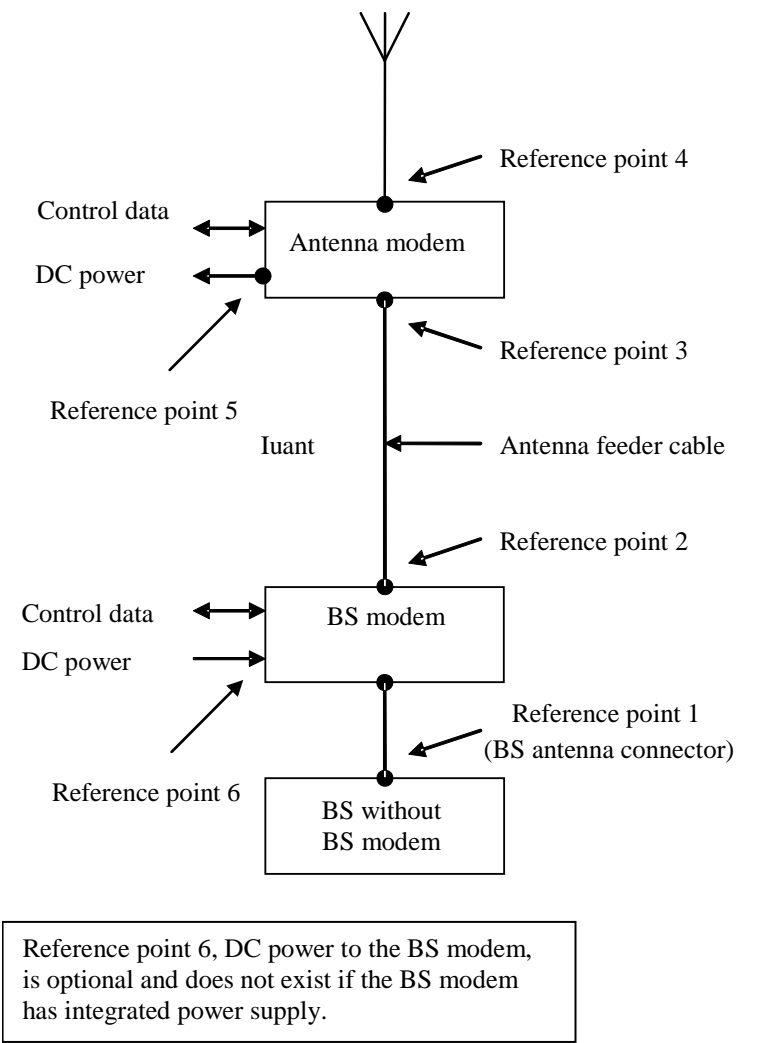 Reference point 4
Control data
Antenna modem
DC power
Reference point 3
Reference point 5
Iuant
Antenna feeder cable
Reference point 2
Control data
BS modem
DC power
Reference point 1
(BS antenna connector)
Reference point 6
BS without
BS modem
Reference point 6, DC power to the BS modem,
is optional and does not exist if the BS modem
has integrated power supply.